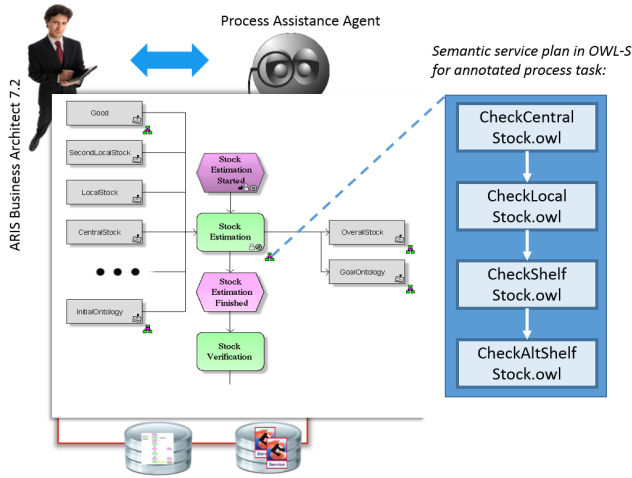 Process Assistance Agent
Semantic service plan in OWL-S
for annotated process task:
ARIS Business Architect 7.2
Good
SecondLocalStock
LocalStock
CentralStock
InitialOntology
Stock
Estimation
Started
Stock
Estimation
Stock
Estimation
Finished
Stock
Verification
OverallStock
GoalOntology
CheckCentral
Stock.owl
CheckLocal
Stock.owl
CheckShelf
Stock.owl
CheckAltShelf
Stock.owl
Service